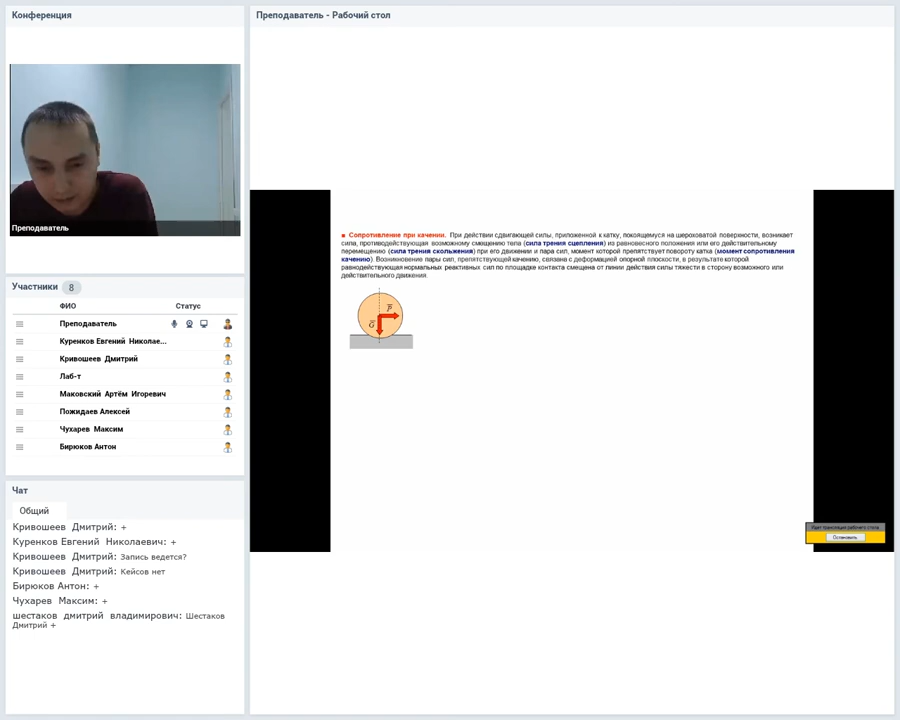 Конференция
Преподаватель
Участники 8
ФИО Статус
Преподаватель
Куренков Евгений Николае...
Кривошеев Дмитрий
Лаб-т
Маковский Артём Игоревич
Пожидаев Алексей
Чухарев Максим
Бирюков Антон
Чат
Общий
Кривошеев Дмитрий: +
Куренков Евгений Николаевич: +
Кривошеев Дмитрий: Запись ведется?
Кривошеев Дмитрий: Кейсов нет
Бирюков Антон: +
Чухарев Максим: +
шестаков дмитрий владимирович: Шестаков
Дмитрий +
Преподаватель - Рабочий стол
■ Сопротивление при качении. При действии сдвигающей силы, приложенной к катку, покоящемуся на шероховатой поверхности, возникает
сила, противодействующая возможному смещению тела (сила трения сцепления) из равновесного положения или его действительному
перемещению (сила трения скольжения) при его движении и пара сил, момент которой препятствует повороту катка (момент сопротивления
качению). Возникновение пары сил, препятствующей качению, связана с деформацией опорной плоскости, в результате которой
равнодействующая нормальных реактивных сил по площадке контакта смещена от линии действия силы тяжести в сторону возможного или
действительного движения.
P
G
Идет трансляция рабочего стола
Остановить